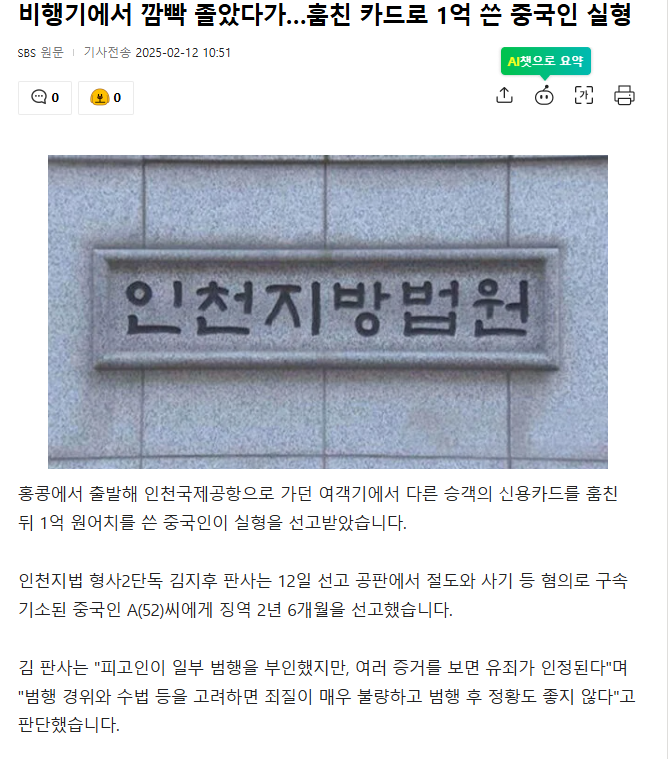 비행기에서 깜빡 졸았다가…훔친 카드로 1억 쓴 중국인 실형
SBS 원문 기사전송 2025-02-12 10:51
AI챗으로 요약
0 0
가
인천지방법원
홍콩에서 출발해 인천국제공항으로 가던 여객기에서 다른 승객의 신용카드를 훔친
뒤 1억 원어치를 쓴 중국인이 실형을 선고받았습니다.
인천지법 형사2단독 김지후 판사는 12일 선고 공판에서 절도와 사기 등 혐의로 구속
기소된 중국인 A(52)씨에게 징역 2년 6개월을 선고했습니다.
김 판사는 "피고인이 일부 범행을 부인했지만, 여러 증거를 보면 유죄가 인정된다"며
"범행 경위와 수법 등을 고려하면 죄질이 매우 불량하고 범행 후 정황도 좋지 않다"고
판단했습니다.